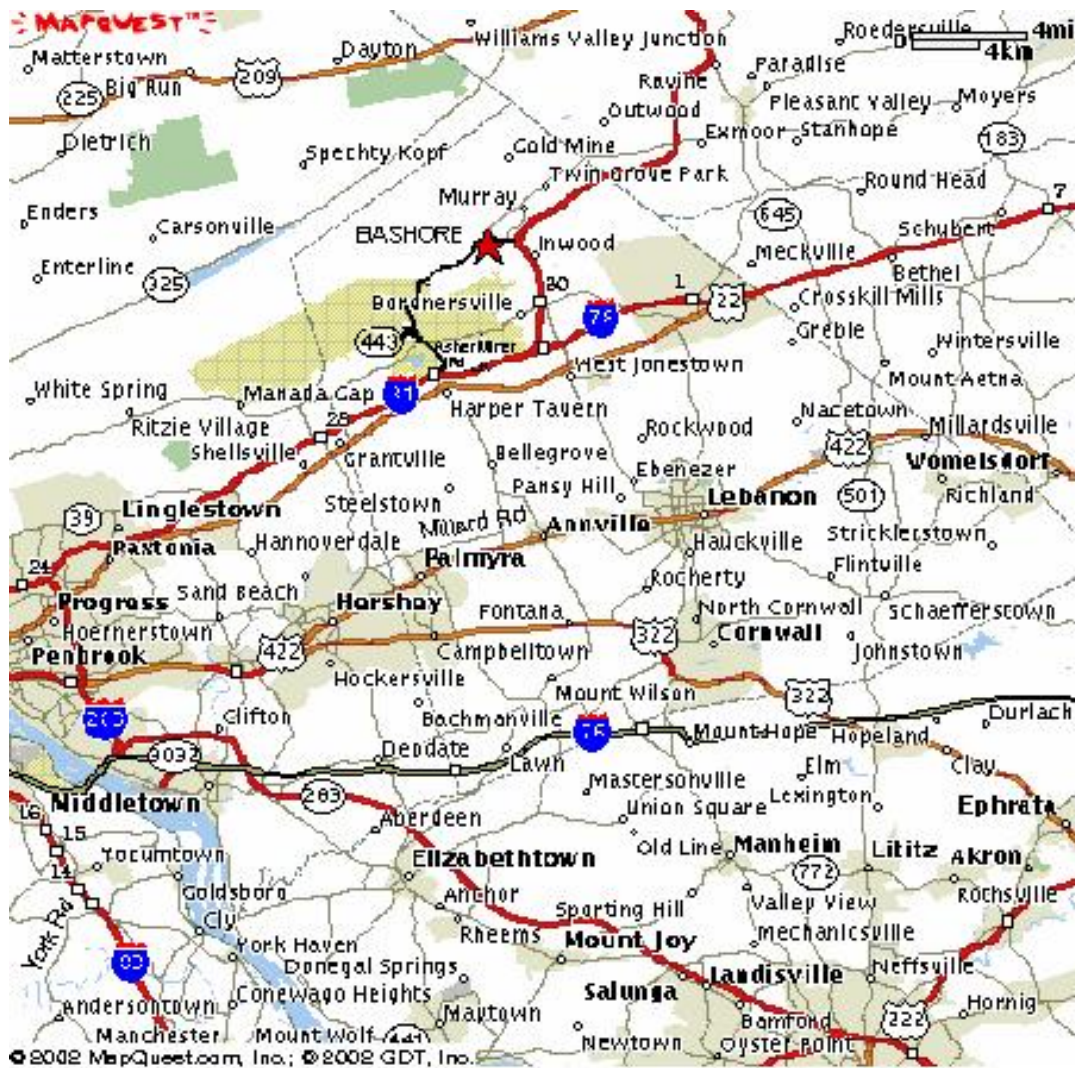 MAPQUEST
Williams Valley Junction
Roedersville
0 4mi
4km
Dayton
Matterstown
209
Ravine
Paradise
225
Big Run
Outwood
Pleasant Valley
Moyers
Dietrich
Exmoor
Stanhope
183
Spechty Kopf
Gold Mine
Twin Grove Park
Round Head
7
Murray
Enders
Carsonville
645
Schubert
BASHORE
Inwood
Meckville
Enterline
325
Bethel
Bordnersville
1
22
Crosskill Mills
78
Greble
443
Wintersville
West Jonestown
White Spring
Manada Gap
Mount Aetna
Harper Tavern
Nacetown
28
Ritzie Village
Rockwood
422
Millardsville
Shellsville
Grantville
Bellegrove
Ebenezer
Womelsdorf
Pansy Hill
Lebanon
501
Richland
Steelstown
39
Linglestown
Millard RD
Annville
Stricklerstown
Paxtonia
Hannoverdale
Palmyra
Hauckville
24
Flintville
Sand Beach
Rocherty
Progress
Hershey
Fontana
North Cornwall
Schaefferstown
Hoernerstown
322
Cornwall
Penbrook
422
Campbelltown
Johnstown
Hockersville
Mount Wilson
322
Bachmanville
Durlach
Clifton
Mount Hope
Hopeland
Deodate
Lawn
3032
Elm
Clay
Mastersonville
Middletown
283
Lexington
Ephrata
Union Square
16
Aberdeen
15
Old Line
Manheim
Lititz
Akron
Yocumtown
Elizabethtown
772
14
Goldsboro
Anchor
Rothsville
Valley View
Sporting Hill
York Rd
Cly
Rheems
Mechanicsville
York Haven
Mount Joy
83
Donegal Springs
Landisville
Neffsville
Salunga
Conewago Heights
Andersontown
Hornig
Maytown
Bamford
222
Manchester
Mount Wolf
441
Newtown
Oyster Point
© 2002 MapQuest.com, Inc.; © 2002 GDT, Inc.